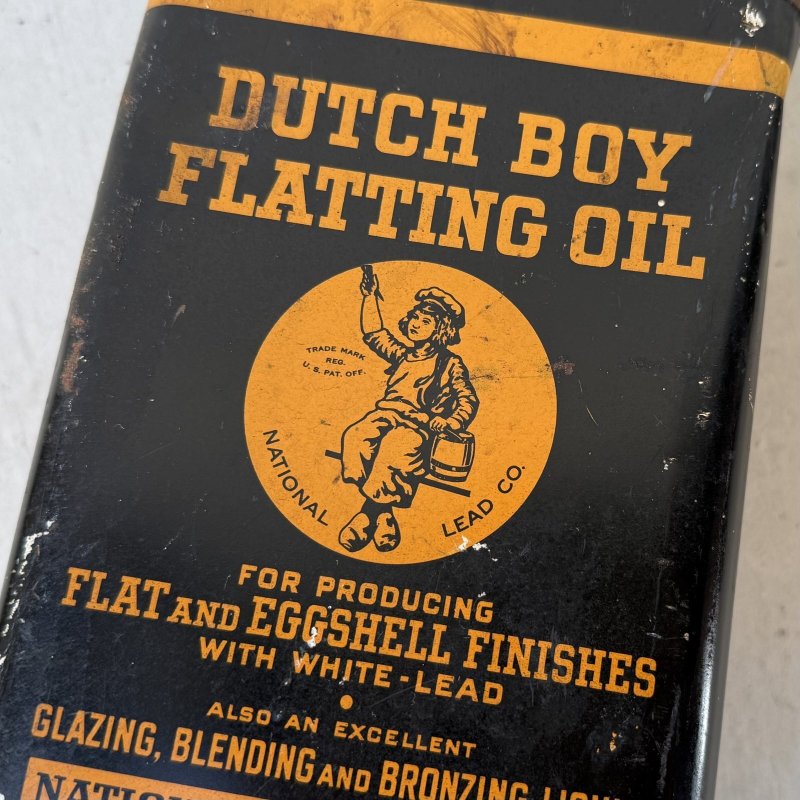 DUTCH BOY
FLATTING OIL
TRADE MARK
REG.
U. S. PAT. OFF.
NATIONAL LEAD CO.
FOR PRODUCING
FLAT AND EGGSHELL FINISHES
WITH WHITE-LEAD
ALSO AN EXCELLENT
GLAZING, BLENDING AND BRONZING